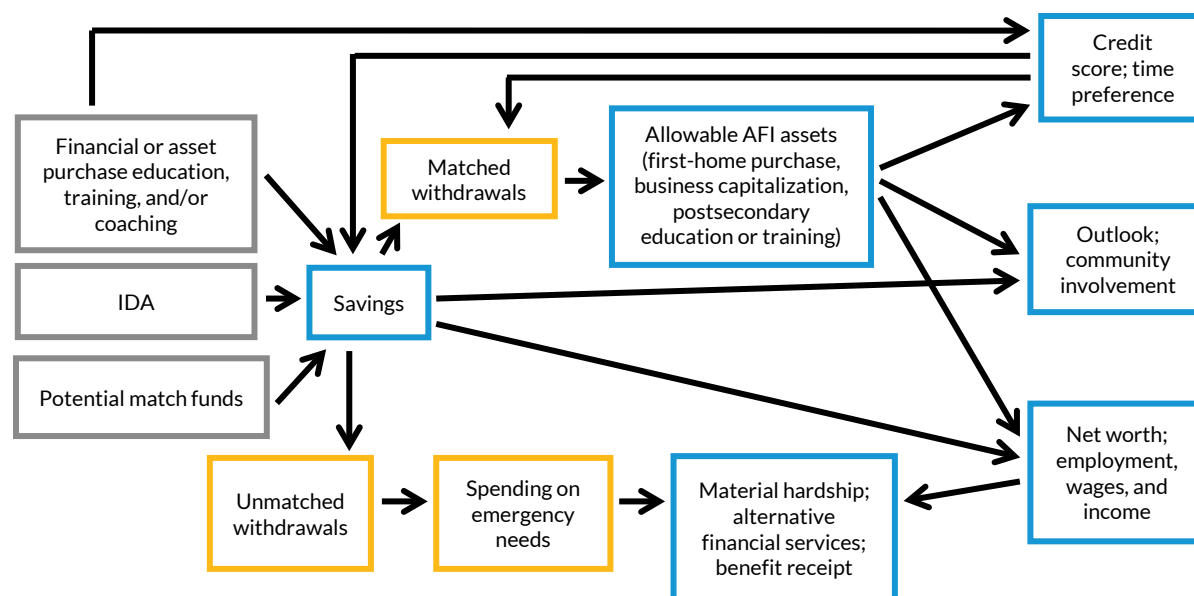 Credit
score; time
preference
Financial or asset
purchase education,
training, and/or
coaching
Matched
withdrawals
Allowable AFI assets
(first-home purchase,
business capitalization,
postsecondary
education or training)
Outlook;
community
involvement
IDA
Savings
Potential match funds
Net worth;
employment,
wages, and
income
Unmatched
withdrawals
Spending on
emergency
needs
Material hardship;
alternative
financial services;
benefit receipt